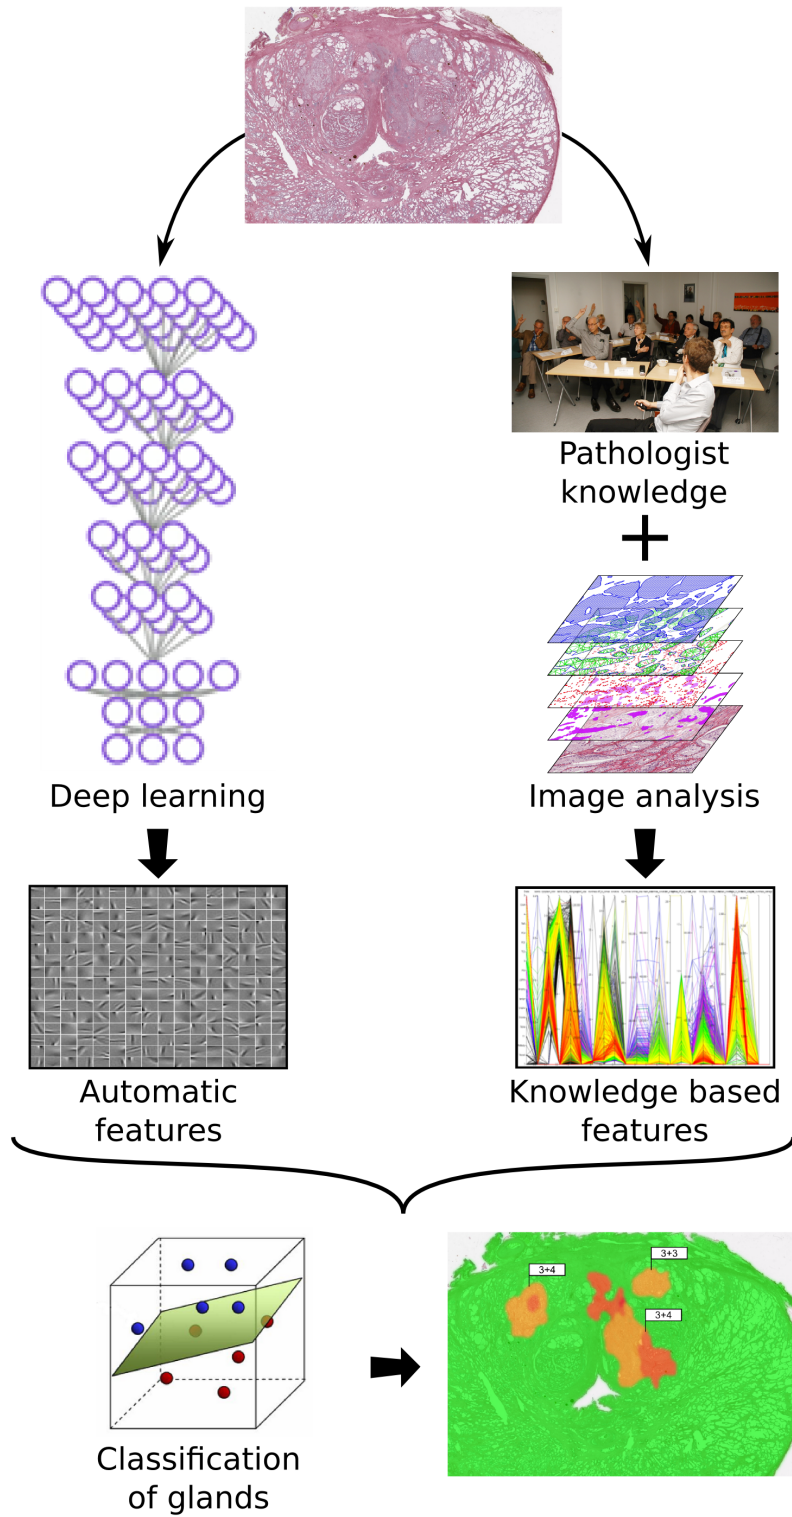 Pathologist
knowledge
+
Deep learning
Image analysis
Automatic
features
Knowledge based
features
3+4
3+3
3+4
Classification
of glands